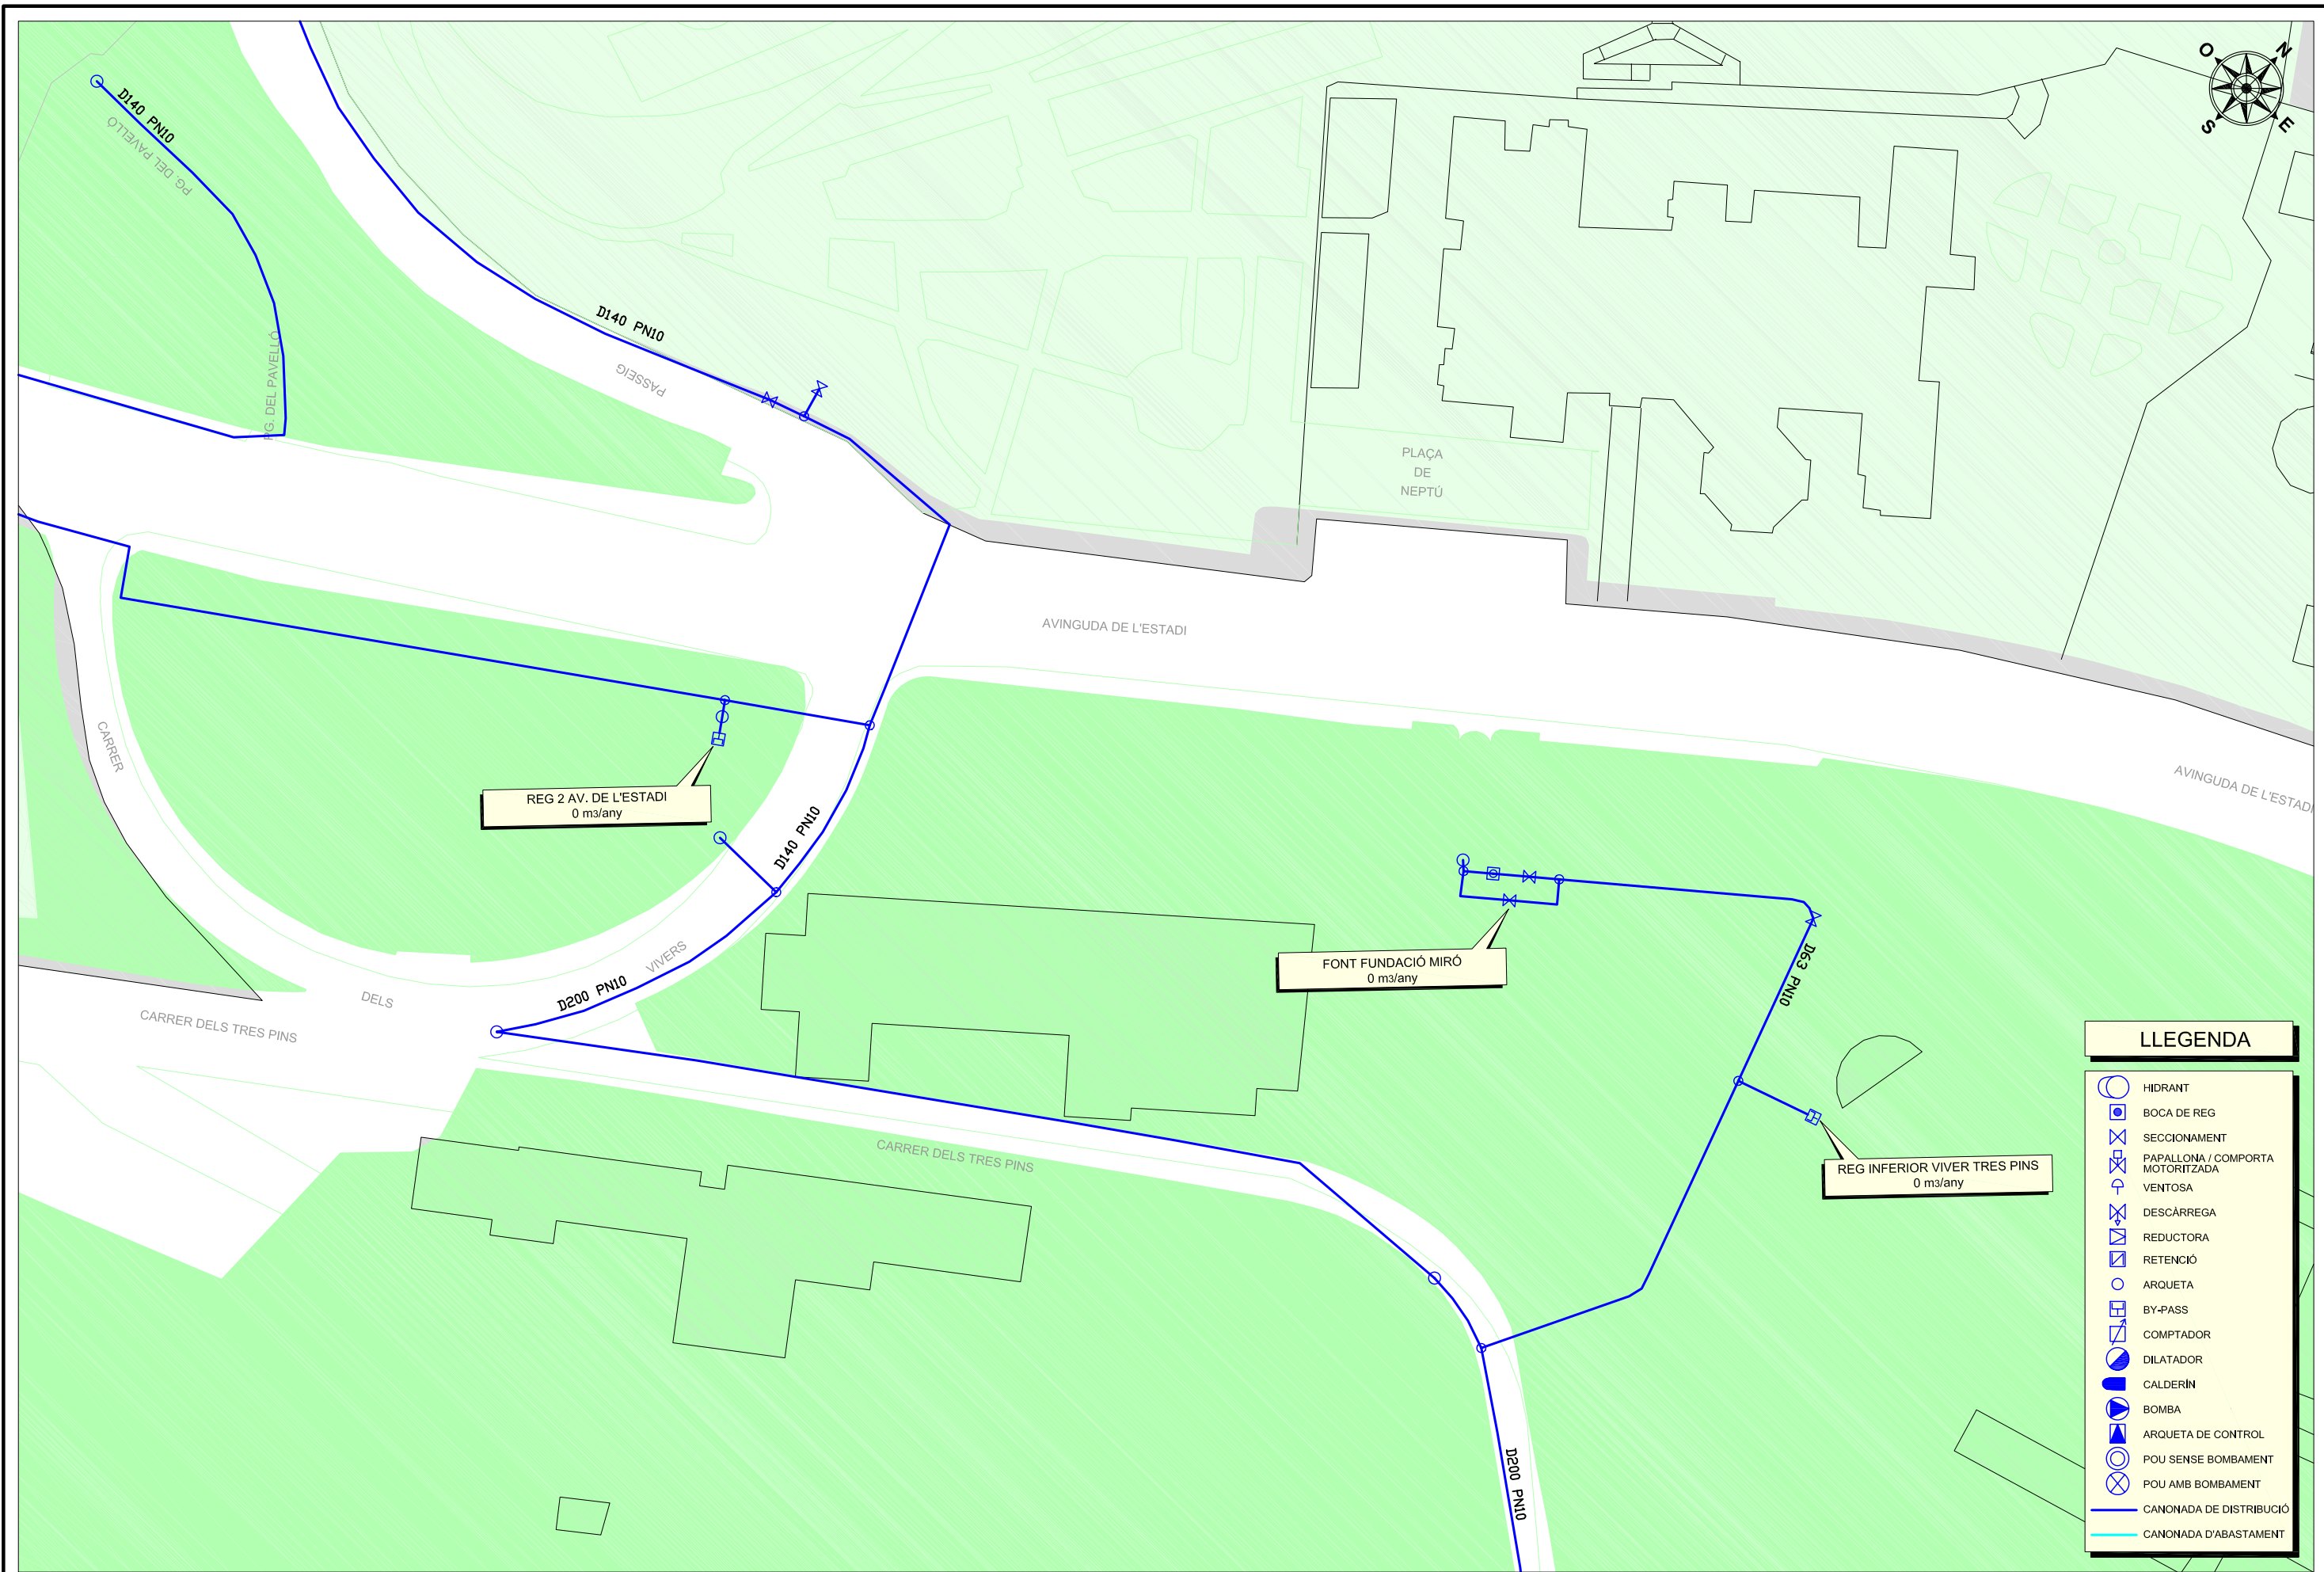 O
N
S
E
D140 PN10
PG. DEL PAVELLÓ
PG. DEL PAVELLÓ
D140 PN10
PASSEIG
PLAÇA
DE
NEPTÚ
AVINGUDA DE L'ESTADI
AVINGUDA DE L'ESTADI
CARRER
REG 2 AV. DE L'ESTADI
0 m3/any
D140 PN10
VIVERS
D200 PN10
DELS
CARRER DELS TRES PINS
FONT FUNDACIÓ MIRÓ
0 m3/any
D63 PN10
CARRER DELS TRES PINS
REG INFERIOR VIVER TRES PINS
0 m3/any
D200 PN10
LLEGENDA
HIDRANT
BOCA DE REG
SECCIONAMENT
PAPALLONA / COMPORTA
MOTORITZADA
VENTOSA
DESCÀRREGA
REDUCTORA
RETENCIÓ
ARQUETA
BY-PASS
COMPTADOR
DILATADOR
CALDERÍN
BOMBA
ARQUETA DE CONTROL
POU SENSE BOMBAMENT
POU AMB BOMBAMENT
CANONADA DE DISTRIBUCIÓ
CANONADA D'ABASTAMENT